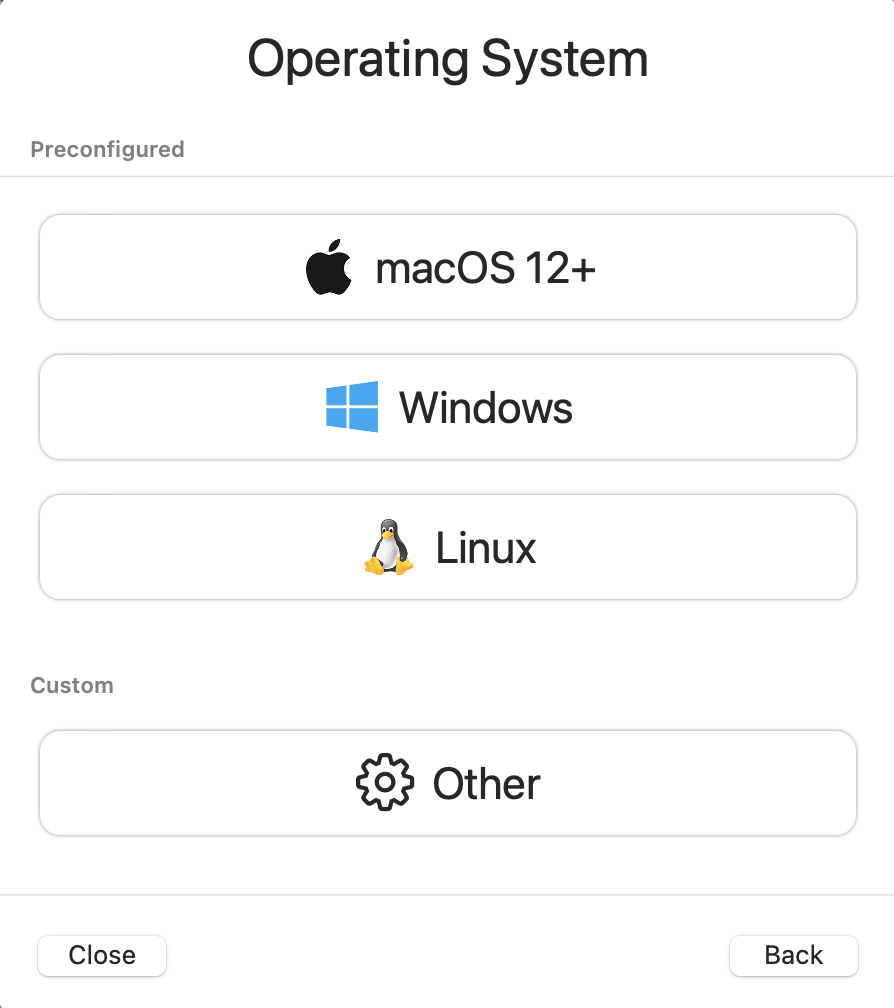 Operating System
Preconfigured
macOS 12+
Windows
Linux
Custom
Other
Close
Back